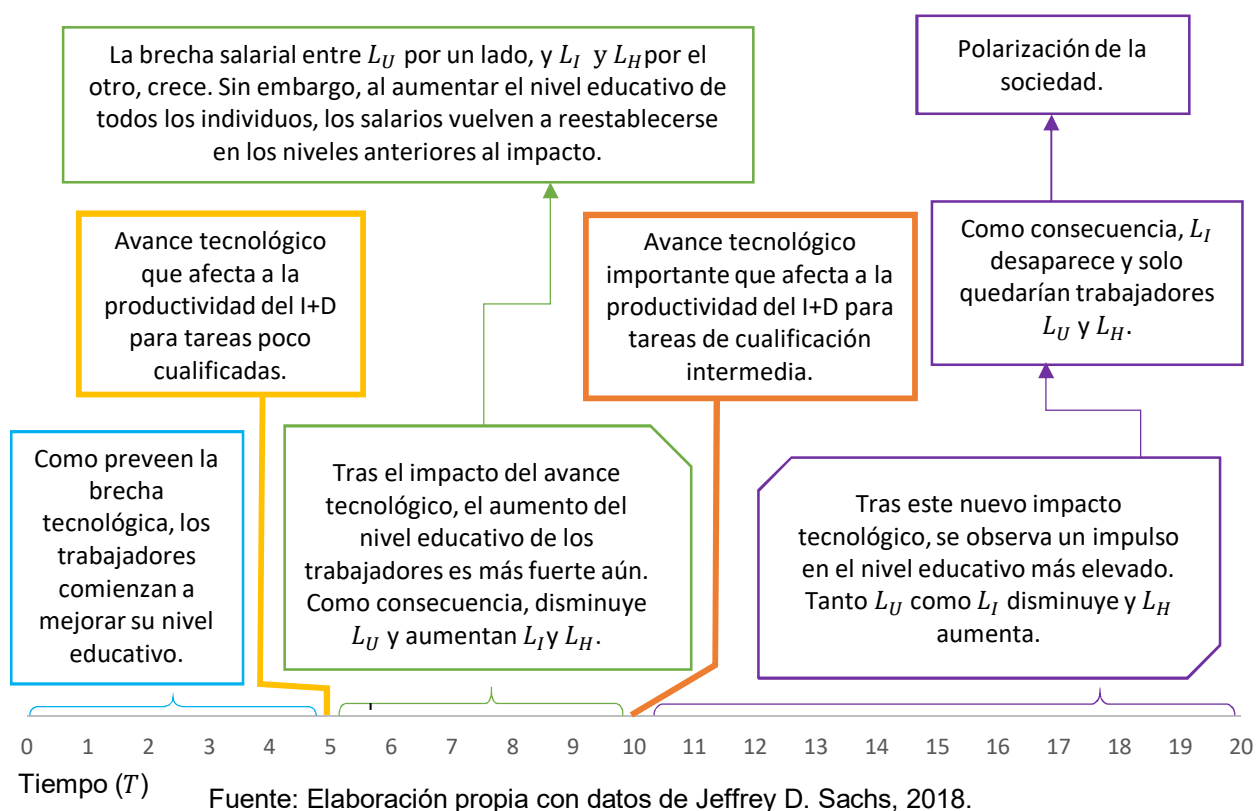 La brecha salarial entre L_U por un lado, y L_I y L_H por el
otro, crece. Sin embargo, al aumentar el nivel educativo de
todos los individuos, los salarios vuelven a reestablecerse
en los niveles anteriores al impacto.
Polarización de la
sociedad.
Avance tecnológico
que afecta a la
productividad del I+D
para tareas poco
cualificadas.
Avance tecnológico
importante que afecta a la
productividad del I+D para
tareas de cualificación
intermedia.
Como consecuencia, L_I
desaparece y solo
quedarían trabajadores
L_U y L_H.
Como preveen la
brecha
tecnológica, los
trabajadores
comienzan a
mejorar su nivel
educativo.
Tras el impacto del avance
tecnológico, el aumento del
nivel educativo de los
trabajadores es más fuerte aún.
Como consecuencia, disminuye
L_U y aumentan L_I y L_H.
Tras este nuevo impacto
tecnológico, se observa un impulso
en el nivel educativo más elevado.
Tanto L_U como L_I disminuye y L_H
aumenta.
0 1 2 3 4 5 6 7 8 9 10 11 12 13 14 15 16 17 18 19 20
Tiempo (T)
Fuente: Elaboración propia con datos de Jeffrey D. Sachs, 2018.